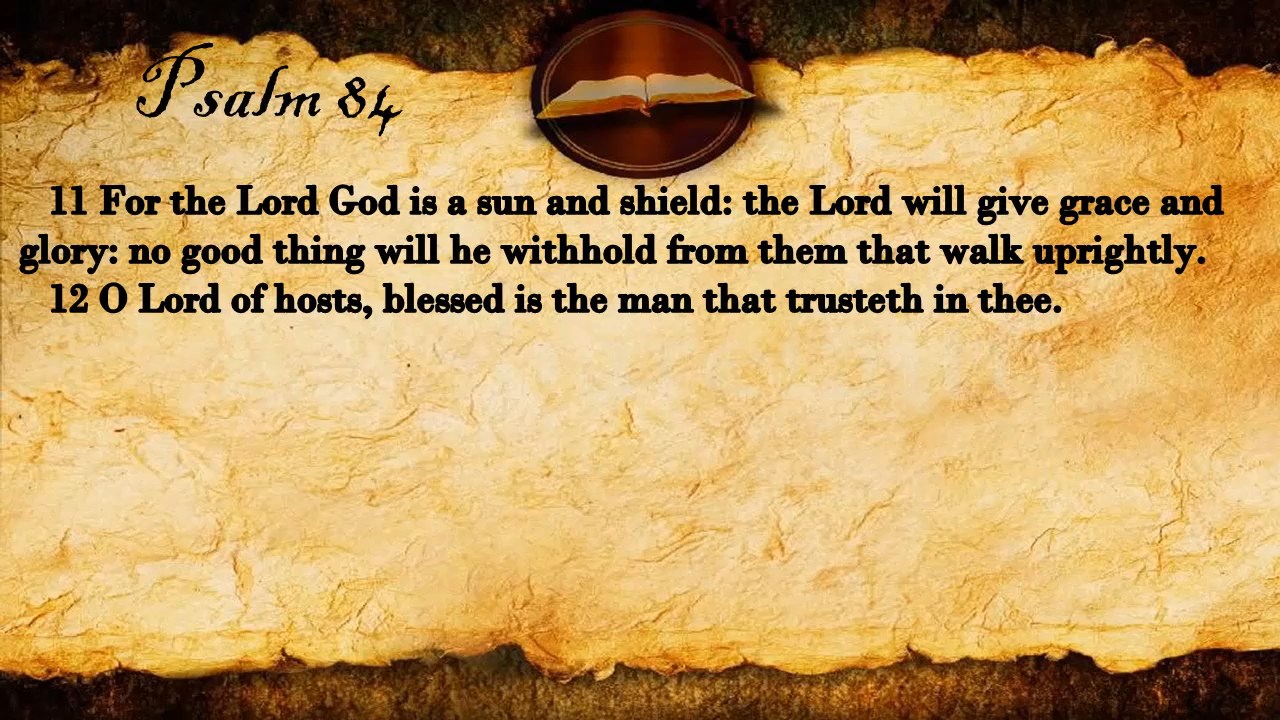 Psalm 84
11 For the Lord God is a sun and shield: the Lord will give grace and
glory: no good thing will he withhold from them that walk uprightly.
12 O Lord of hosts, blessed is the man that trusteth in thee.